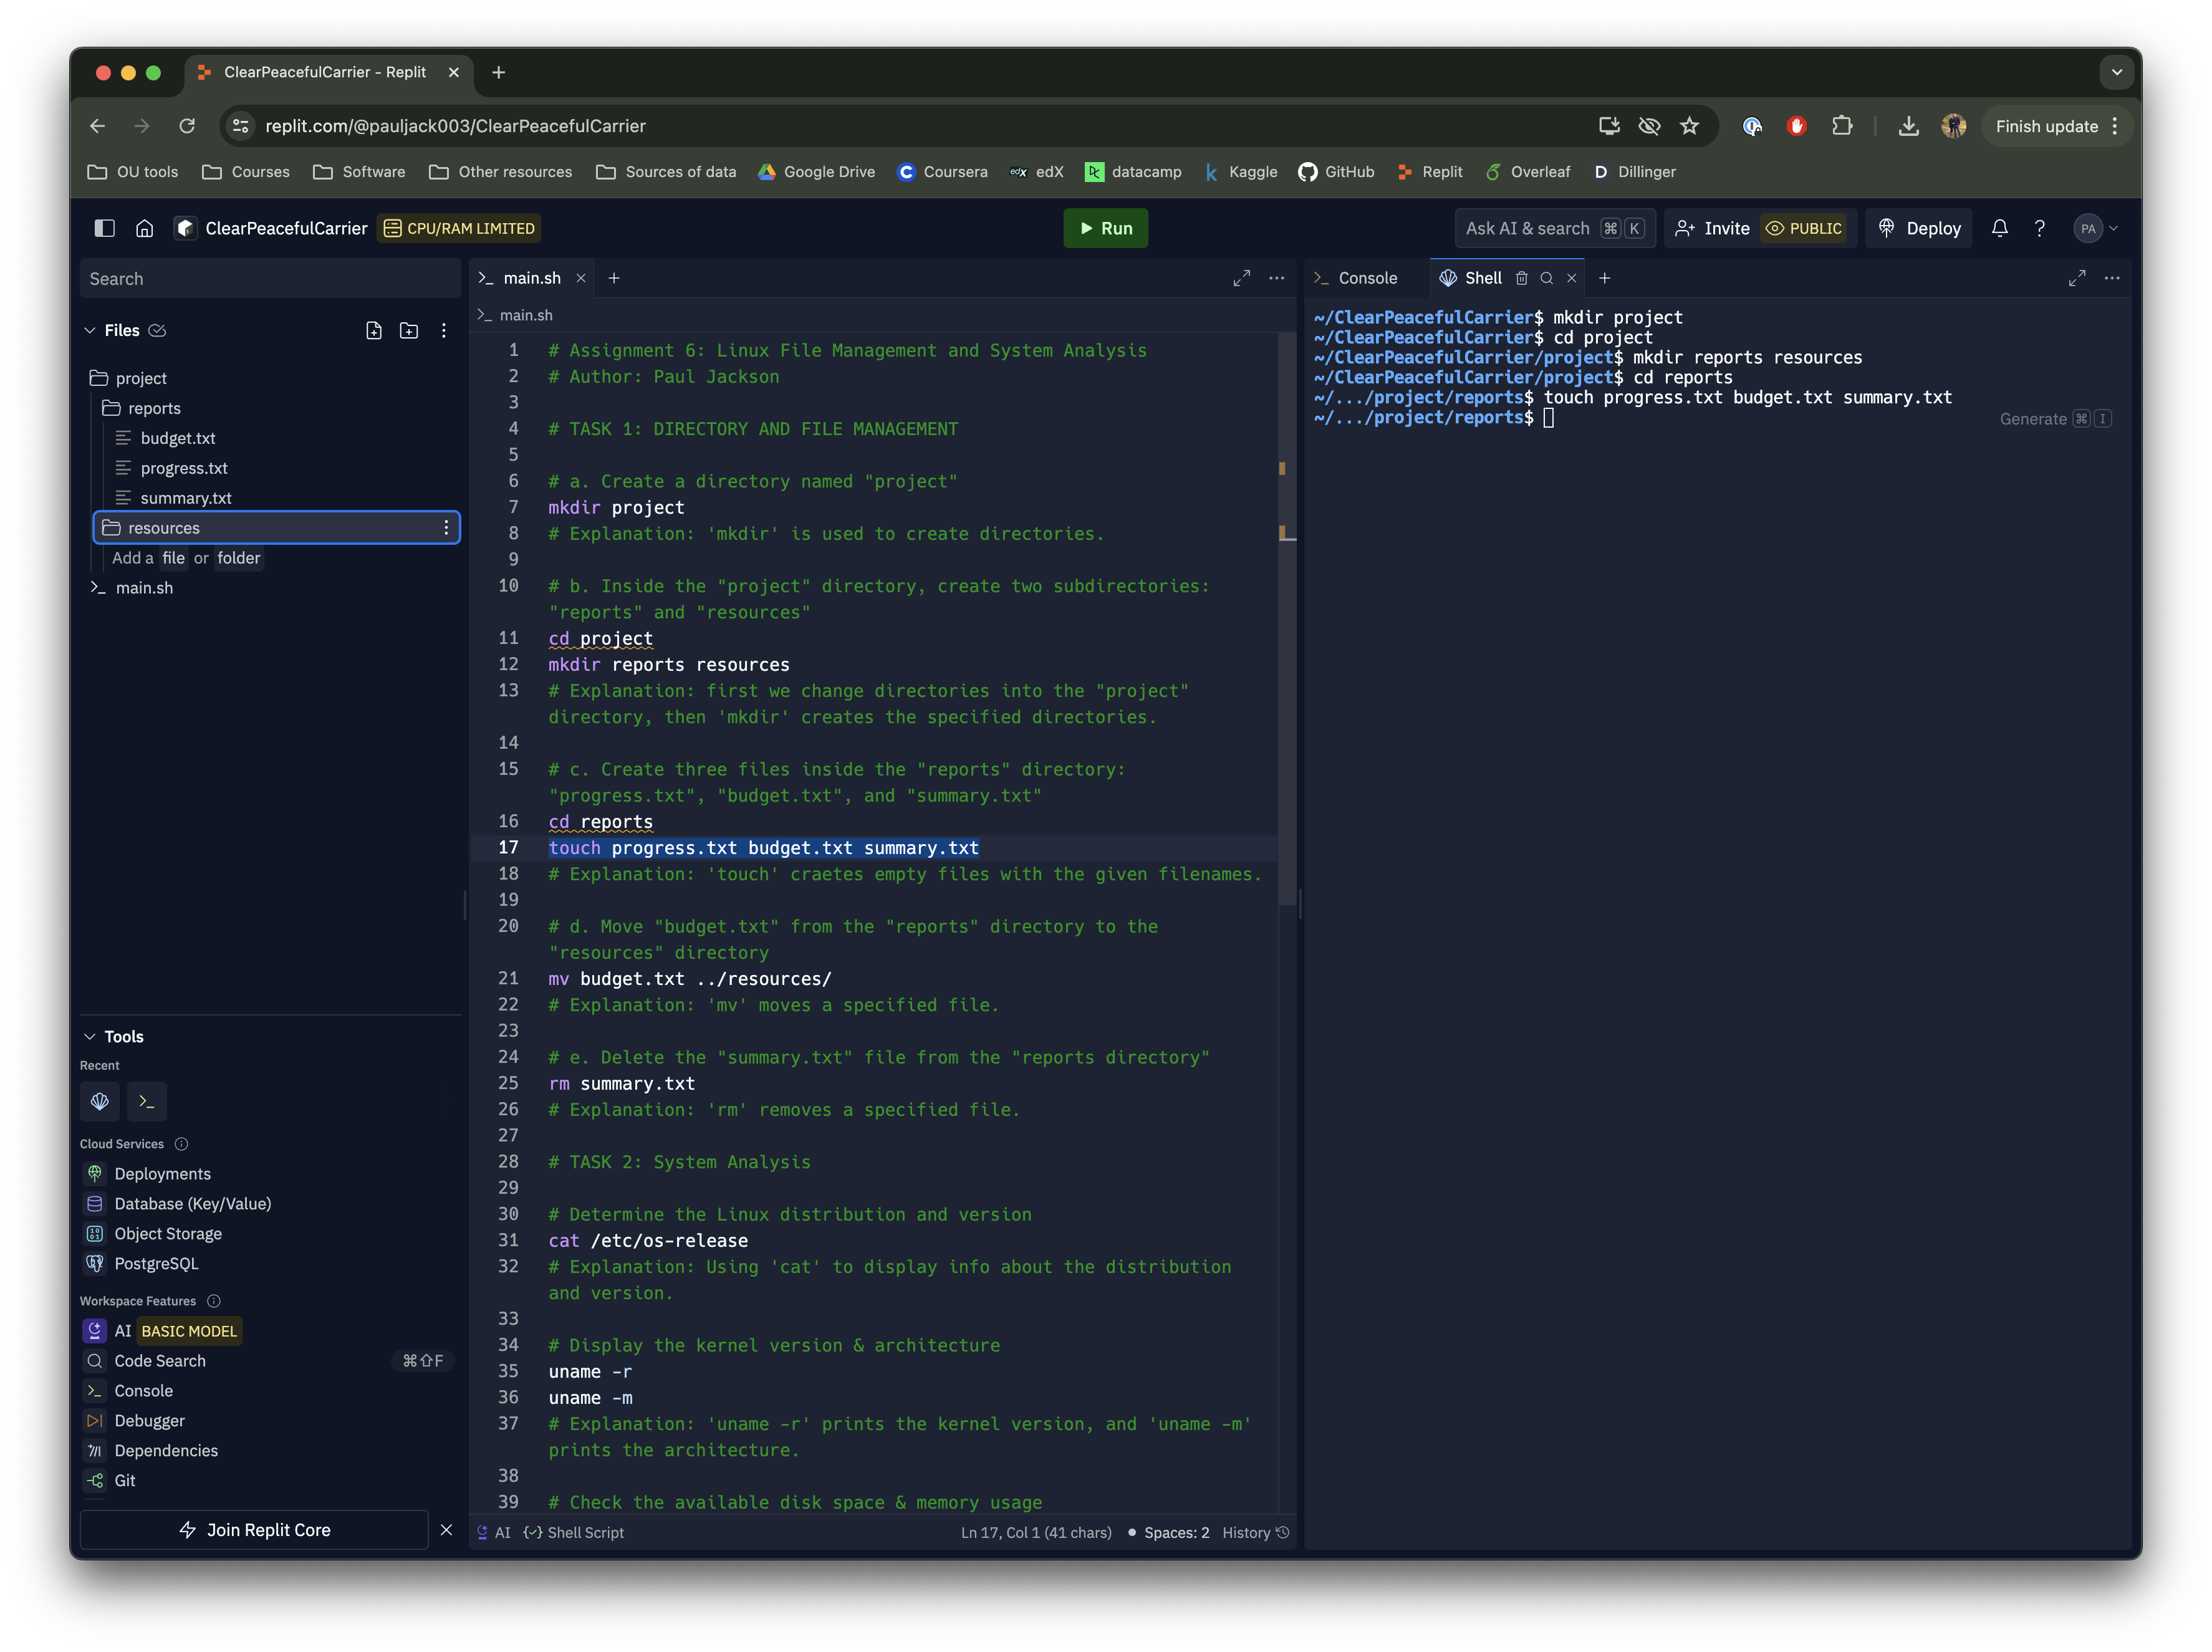 ClearPeacefulCarrier - Replit
replit.com/@pauljack003/ClearPeacefulCarrier
Finish update
OU tools
Courses
Software
Other resources
Sources of data
Google Drive
Coursera
edX
datacamp
Kaggle
GitHub
Replit
Overleaf
Dillinger
ClearPeacefulCarrier
CPU/RAM LIMITED
Run
Ask AI & search ⌘ K
Invite
PUBLIC
Deploy
PA
Search
Files
project
reports
budget.txt
progress.txt
summary.txt
resources
Add a file or folder
main.sh
Tools
Recent
Cloud Services
Deployments
Database (Key/Value)
Object Storage
PostgreSQL
Workspace Features
AI BASIC MODEL
Code Search ⌘⇧F
Console
Debugger
Dependencies
Git
Join Replit Core
main.sh
main.sh
1 # Assignment 6: Linux File Management and System Analysis
2 # Author: Paul Jackson
3
4 # TASK 1: DIRECTORY AND FILE MANAGEMENT
5
6 # a. Create a directory named "project"
7 mkdir project
8 # Explanation: 'mkdir' is used to create directories.
9
10 # b. Inside the "project" directory, create two subdirectories:
"reports" and "resources"
11 cd project
12 mkdir reports resources
13 # Explanation: first we change directories into the "project"
directory, then 'mkdir' creates the specified directories.
14
15 # c. Create three files inside the "reports" directory:
"progress.txt", "budget.txt", and "summary.txt"
16 cd reports
17 touch progress.txt budget.txt summary.txt
18 # Explanation: 'touch' craetes empty files with the given filenames.
19
20 # d. Move "budget.txt" from the "reports" directory to the
"resources" directory
21 mv budget.txt ../resources/
22 # Explanation: 'mv' moves a specified file.
23
24 # e. Delete the "summary.txt" file from the "reports directory"
25 rm summary.txt
26 # Explanation: 'rm' removes a specified file.
27
28 # TASK 2: System Analysis
29
30 # Determine the Linux distribution and version
31 cat /etc/os-release
32 # Explanation: Using 'cat' to display info about the distribution
and version.
33
34 # Display the kernel version & architecture
35 uname -r
36 uname -m
37 # Explanation: 'uname -r' prints the kernel version, and 'uname -m'
prints the architecture.
38
39 # Check the available disk space & memory usage
AI
Shell Script
Ln 17, Col 1 (41 chars)
Spaces: 2
History
Console
Shell
~/ClearPeacefulCarrier$ mkdir project
~/ClearPeacefulCarrier$ cd project
~/ClearPeacefulCarrier/project$ mkdir reports resources
~/ClearPeacefulCarrier/project$ cd reports
~/.../project/reports$ touch progress.txt budget.txt summary.txt
~/.../project/reports$
Generate ⌘ I